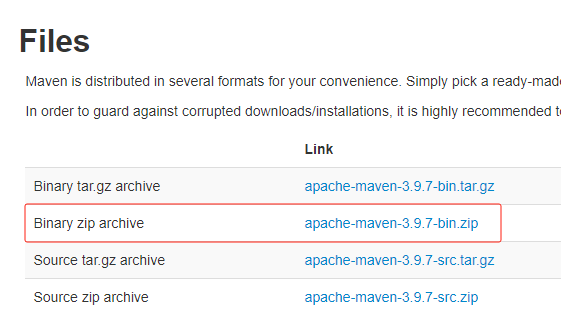 Files
Maven is distributed in several formats for your convenience. Simply pick a ready-made
In order to guard against corrupted downloads/installations, it is highly recommended to
Link
Binary tar.gz archive apache-maven-3.9.7-bin.tar.gz
Binary zip archive apache-maven-3.9.7-bin.zip
Source tar.gz archive apache-maven-3.9.7-src.tar.gz
Source zip archive apache-maven-3.9.7-src.zip